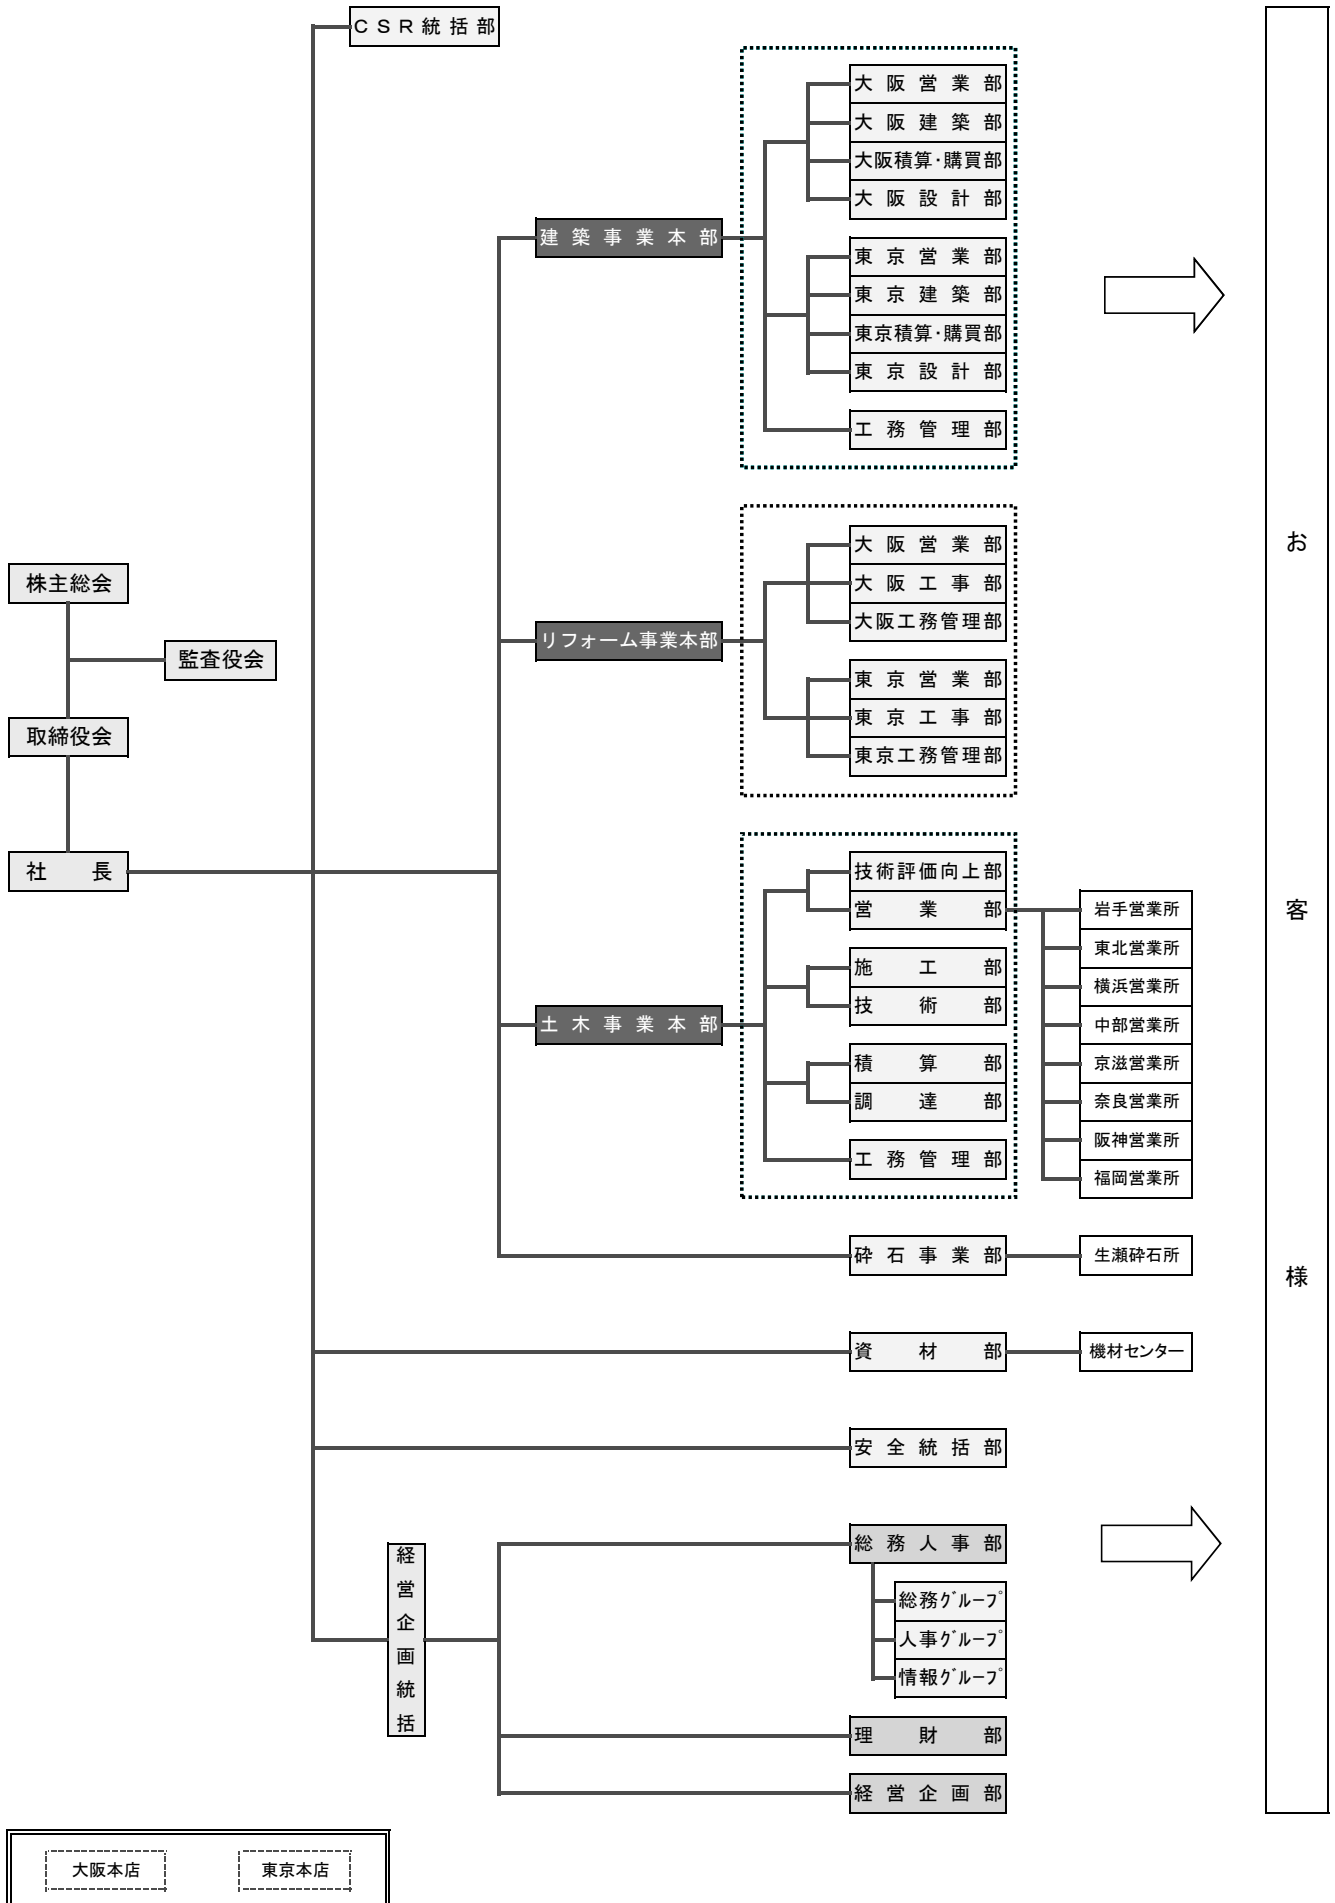 ＣＳＲ統括部
大阪営業部
大阪建築部
大阪積算・購買部
大阪設計部
建築事業本部
東京営業部
東京建築部
東京積算・購買部
東京設計部
工務管理部
大阪営業部
大阪工事部
大阪工務管理部
リフォーム事業本部
東京営業部
東京工事部
東京工務管理部
株主総会
監査役会
取締役会
社長
技術評価向上部
営業部
施工部
技術部
土木事業本部
積算部
調達部
工務管理部
岩手営業所
東北営業所
横浜営業所
中部営業所
京滋営業所
奈良営業所
阪神営業所
福岡営業所
砕石事業部
生瀬砕石所
資材部
機材センター
安全統括部
経営企画統括
総務人事部
総務ｸﾞﾙｰﾌﾟ
人事ｸﾞﾙｰﾌﾟ
情報ｸﾞﾙｰﾌﾟ
理財部
経営企画部
お客様
大阪本店
東京本店